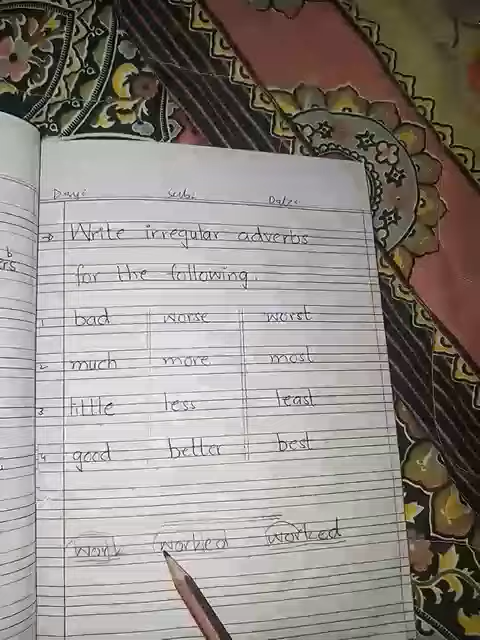 Day: Sub: Date:
→ Write irregular adverbs
for the following.
1 bad worse worst
2 much more most
3 little less least
4 good better best
work worked worked